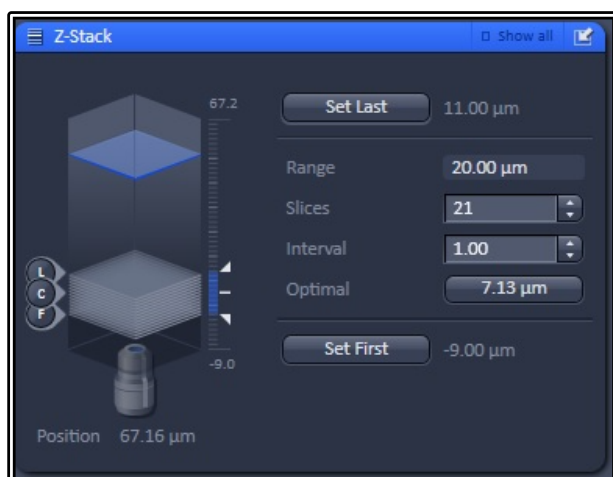 Z-Stack
Show all
67.2
Set Last 11.00 µm
Range 20.00 µm
Slices 21
Interval 1.00
Optimal 7.13 µm
L
C
F
Set First -9.00 µm
-9.0
Position 67.16 µm